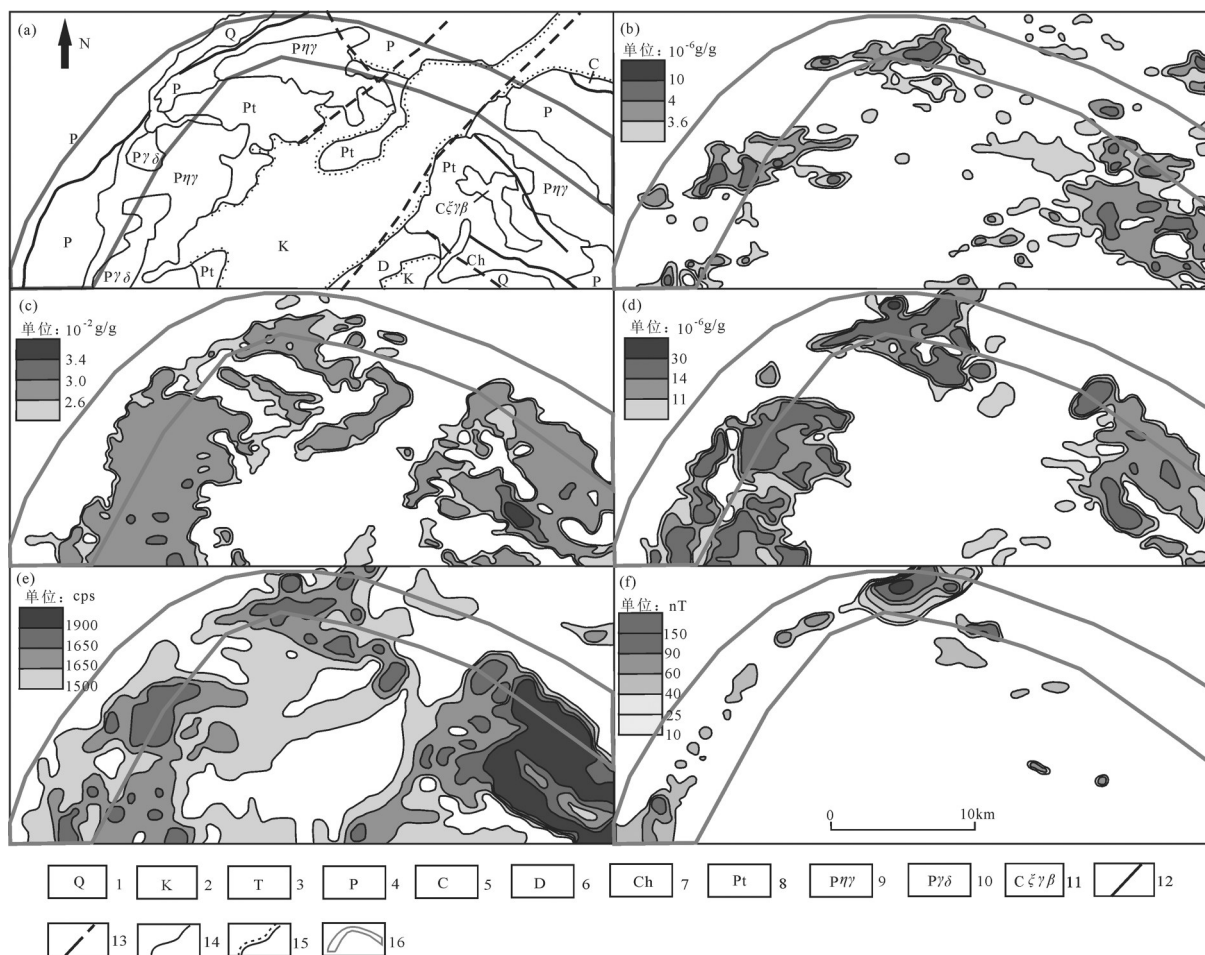 (a)
N
Q
Pηγ
P
C
P
P
Pt
P
Pγδ
Pηγ
Pt
Pt
Pηγ
Cξγβ
P
K
Pγδ
Pt
D
K
Ch
Q
P
(b)
单位: 10⁻⁶g/g
10
4
3.6
(c)
单位: 10⁻²g/g
3.4
3.0
2.6
(d)
单位: 10⁻⁶g/g
30
14
11
(e)
单位: cps
1900
1650
1650
1500
(f)
单位: nT
150
90
60
40
25
10
0 10km
Q 1 K 2 T 3 P 4 C 5 D 6 Ch 7 Pt 8 Pηγ 9 Pγδ 10 Cξγβ 11 12
13 14 15 16